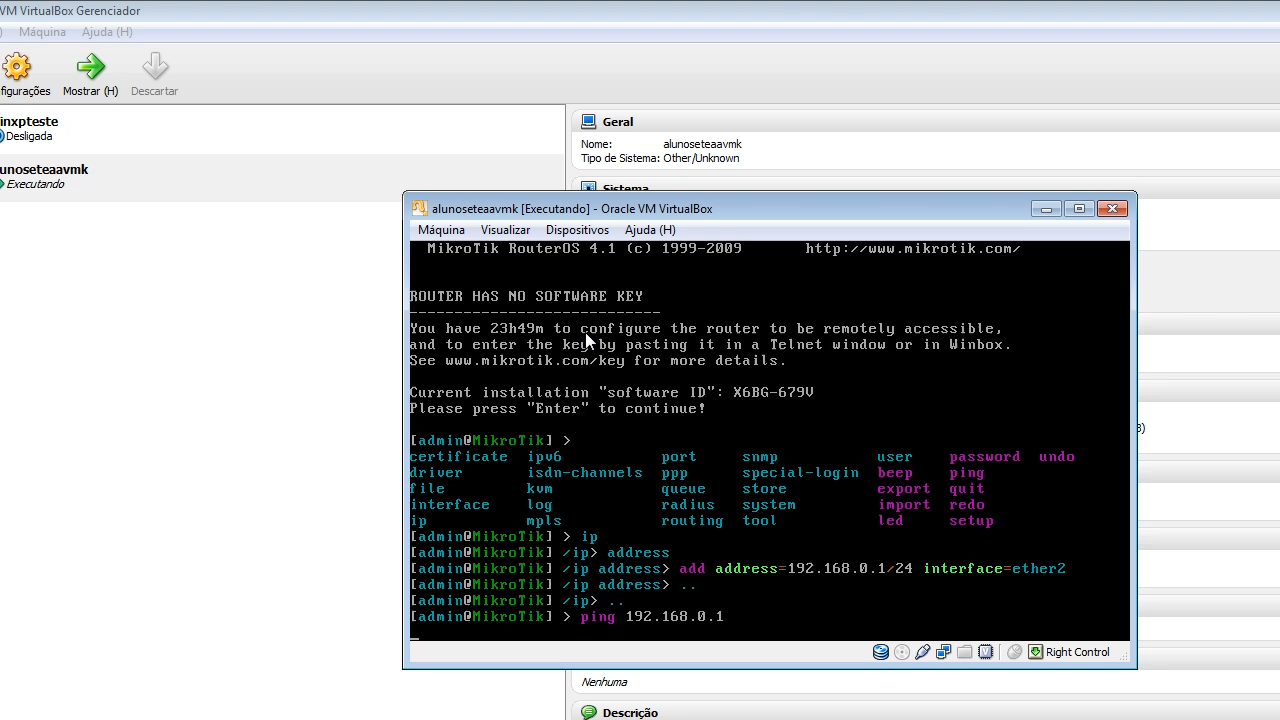 VM VirtualBox Gerenciador
) Máquina Ajuda (H)
figurações Mostrar (H) Descartar
inxpteste
Desligada
unoseteaavmk
Executando
Geral
Nome: alunoseteaavmk
Tipo de Sistema: Other/Unknown
Sistema
alunoseteaavmk [Executando] - Oracle VM VirtualBox
Máquina Visualizar Dispositivos Ajuda (H)
MikroTik RouterOS 4.1 (c) 1999-2009 http://www.mikrotik.com/
ROUTER HAS NO SOFTWARE KEY
----------------------------
You have 23h49m to configure the router to be remotely accessible,
and to enter the key by pasting it in a Telnet window or in Winbox.
See www.mikrotik.com/key for more details.
Current installation "software ID": X6BG-679V
Please press "Enter" to continue!
[admin@MikroTik] >
certificate ipv6 port snmp user password undo
driver isdn-channels ppp special-login beep ping
file kvm queue store export quit
interface log radius system import redo
ip mpls routing tool led setup
[admin@MikroTik] > ip
[admin@MikroTik] /ip> address
[admin@MikroTik] /ip address> add address=192.168.0.1/24 interface=ether2
[admin@MikroTik] /ip address> ..
[admin@MikroTik] /ip> ..
[admin@MikroTik] > ping 192.168.0.1
Right Control
3)
Nenhuma
Descrição